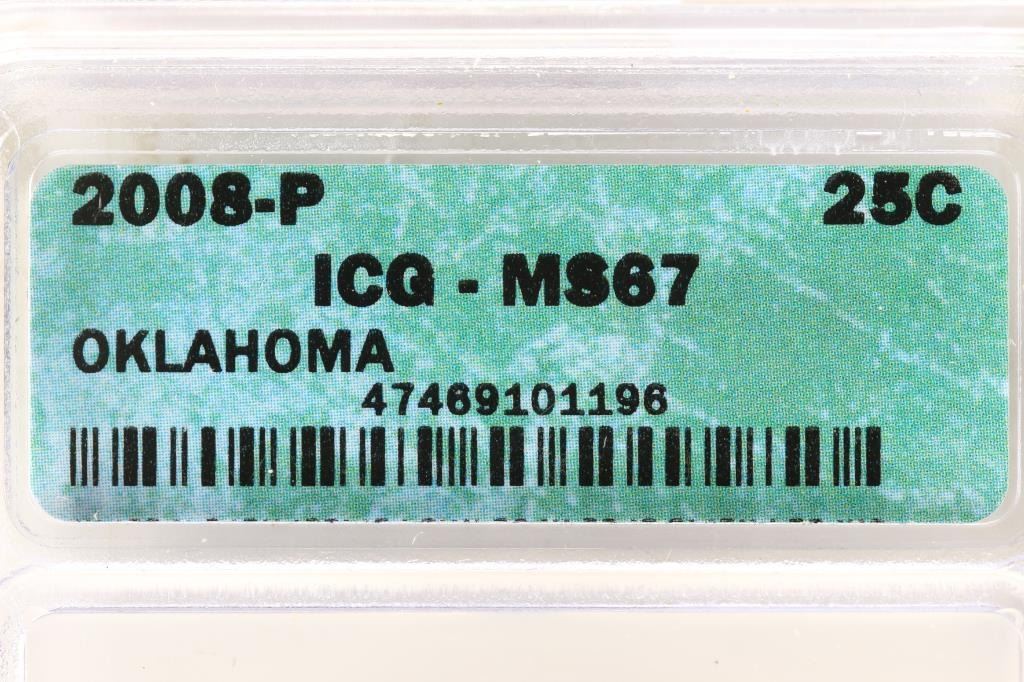 2008-P 25C
ICG - MS67
OKLAHOMA
47469101196